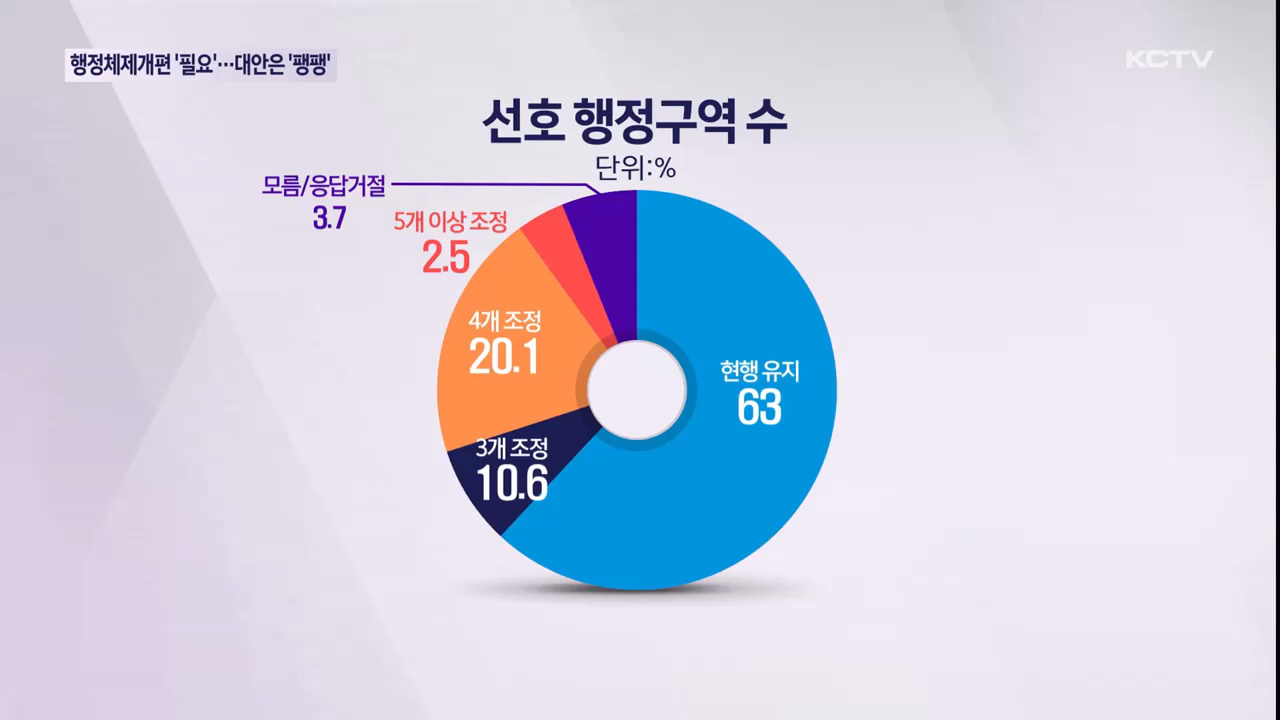 행정체제개편 '필요'…대안은 '팽팽'
KCTV
선호 행정구역 수
단위:%
모름/응답거절
3.7
5개 이상 조정
2.5
4개 조정
20.1
현행 유지
63
3개 조정
10.6